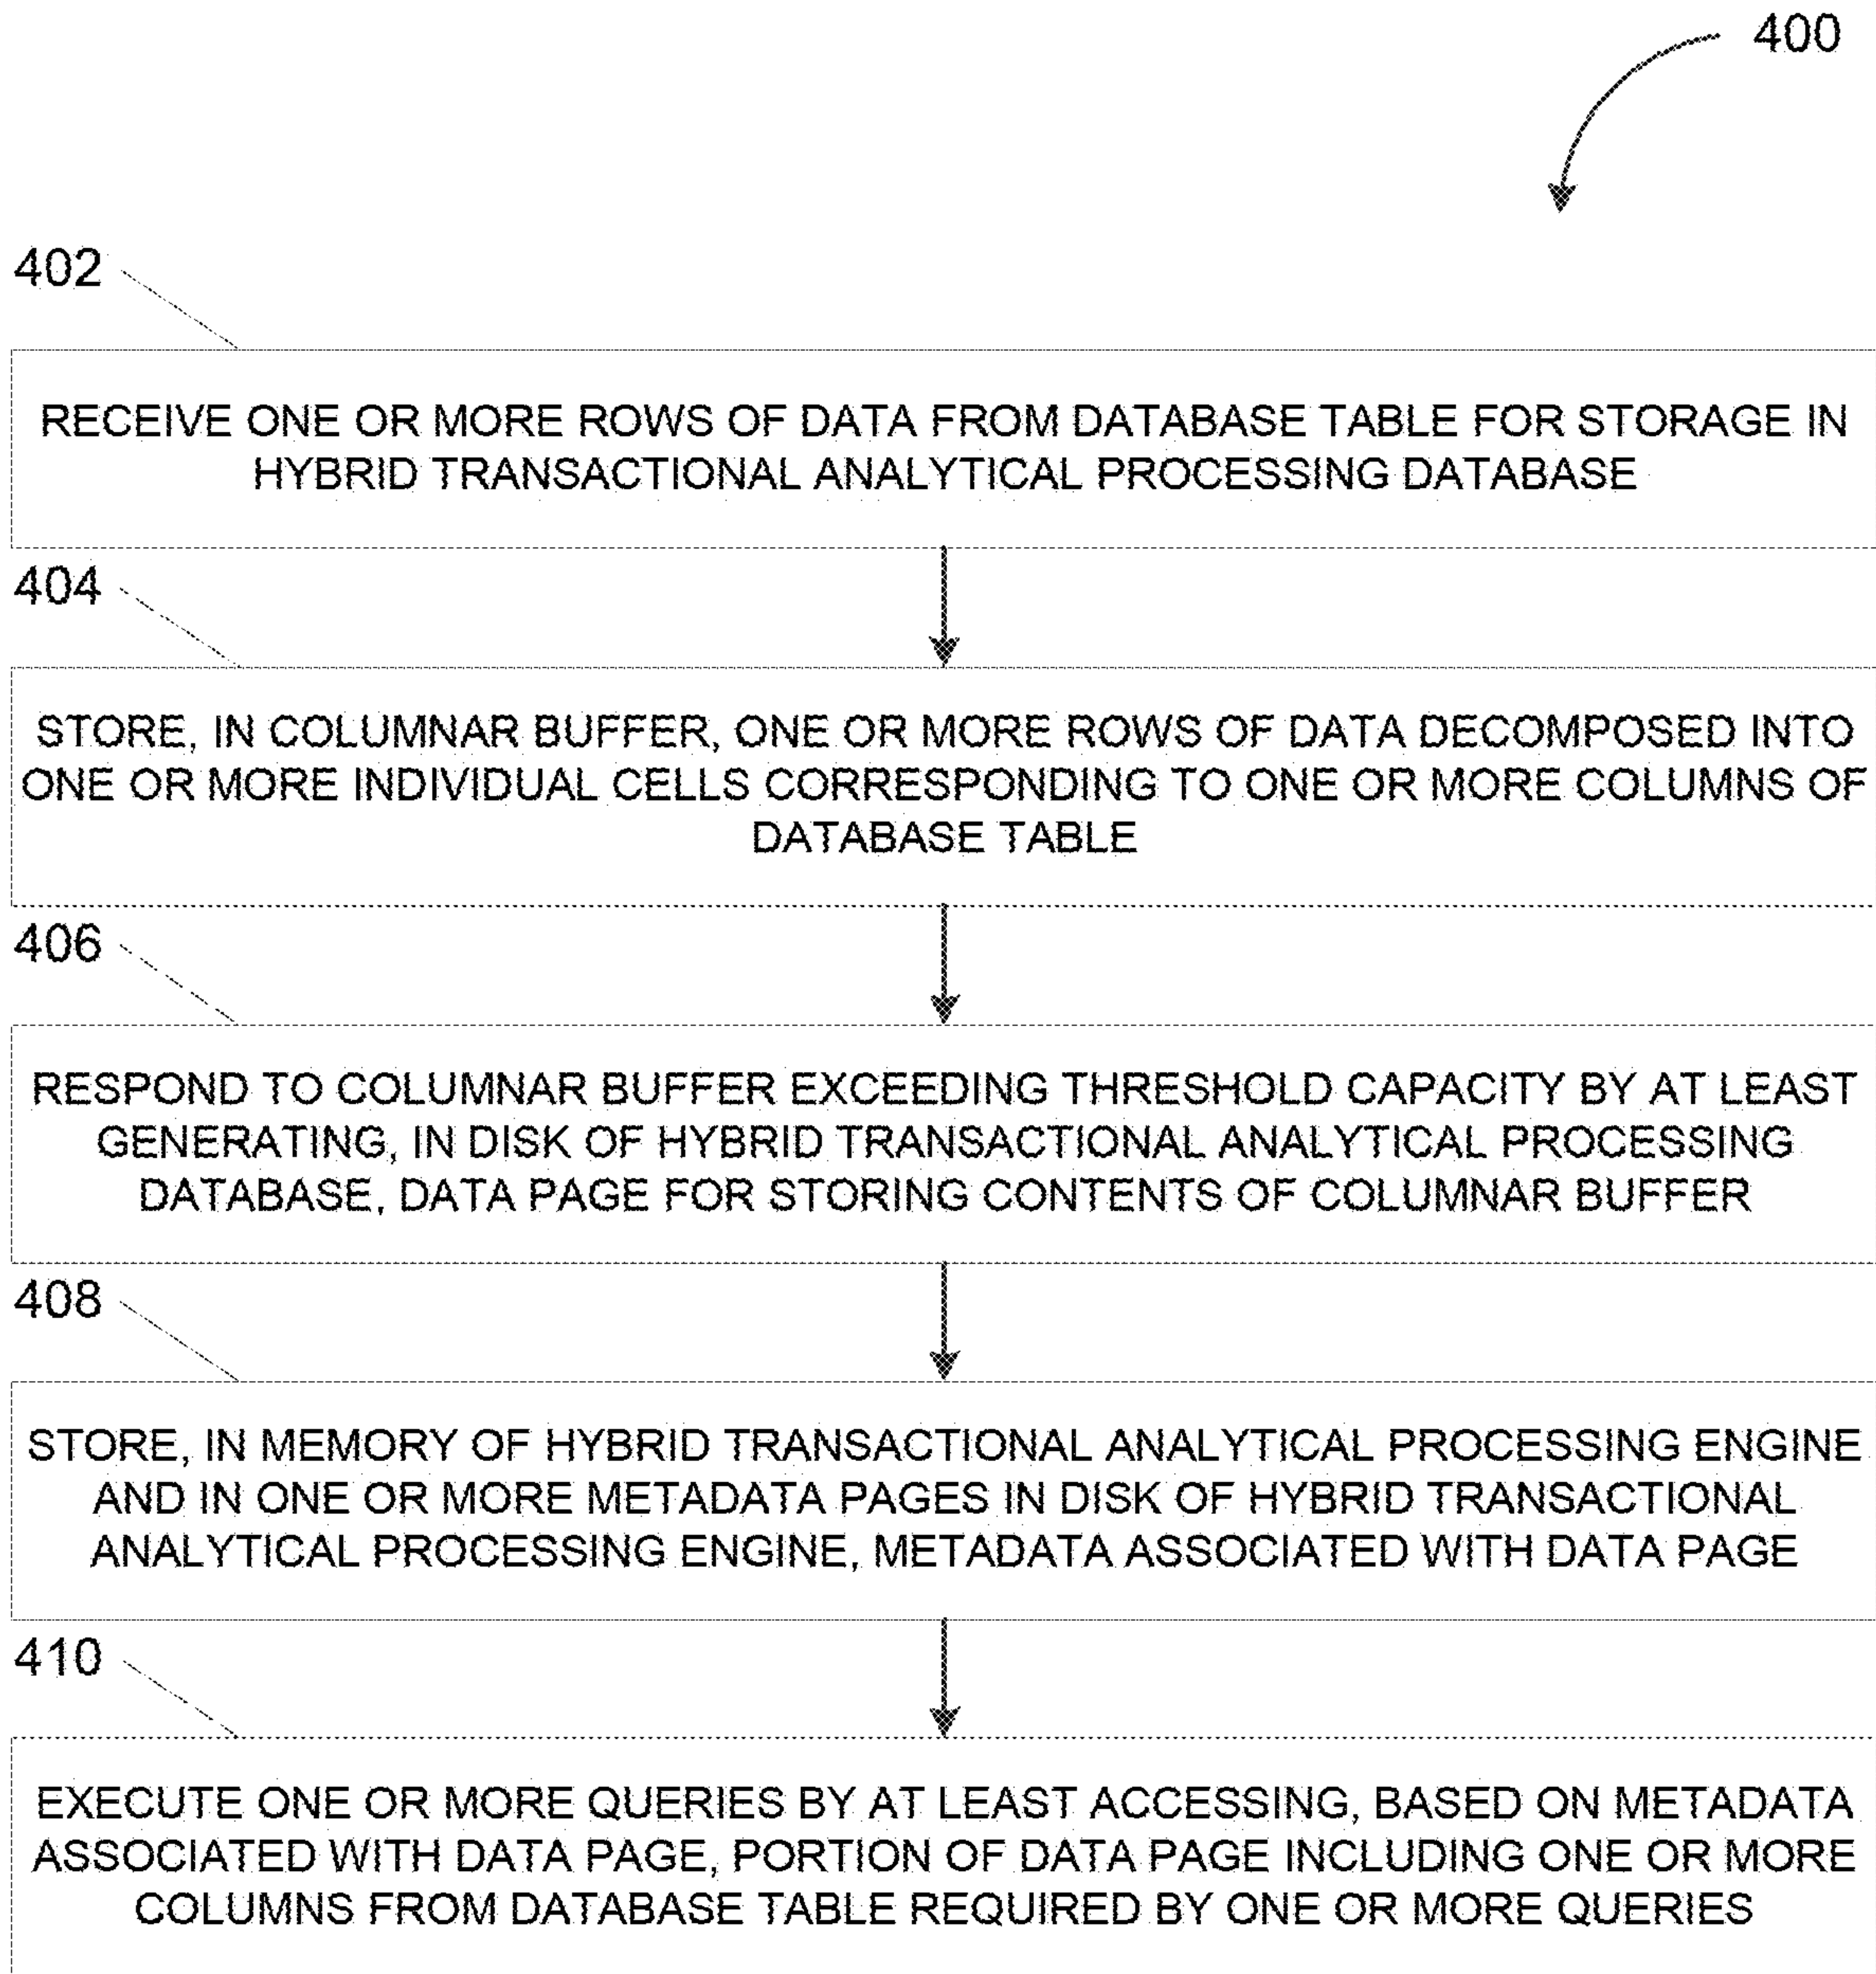 400
402
RECEIVE ONE OR MORE ROWS OF DATA FROM DATABASE TABLE FOR STORAGE IN
HYBRID TRANSACTIONAL ANALYTICAL PROCESSING DATABASE
404
STORE, IN COLUMNAR BUFFER, ONE OR MORE ROWS OF DATA DECOMPOSED INTO
ONE OR MORE INDIVIDUAL CELLS CORRESPONDING TO ONE OR MORE COLUMNS OF
DATABASE TABLE
406
RESPOND TO COLUMNAR BUFFER EXCEEDING THRESHOLD CAPACITY BY AT LEAST
GENERATING, IN DISK OF HYBRID TRANSACTIONAL ANALYTICAL PROCESSING
DATABASE, DATA PAGE FOR STORING CONTENTS OF COLUMNAR BUFFER
408
STORE, IN MEMORY OF HYBRID TRANSACTIONAL ANALYTICAL PROCESSING ENGINE
AND IN ONE OR MORE METADATA PAGES IN DISK OF HYBRID TRANSACTIONAL
ANALYTICAL PROCESSING ENGINE, METADATA ASSOCIATED WITH DATA PAGE
410
EXECUTE ONE OR MORE QUERIES BY AT LEAST ACCESSING, BASED ON METADATA
ASSOCIATED WITH DATA PAGE, PORTION OF DATA PAGE INCLUDING ONE OR MORE
COLUMNS FROM DATABASE TABLE REQUIRED BY ONE OR MORE QUERIES